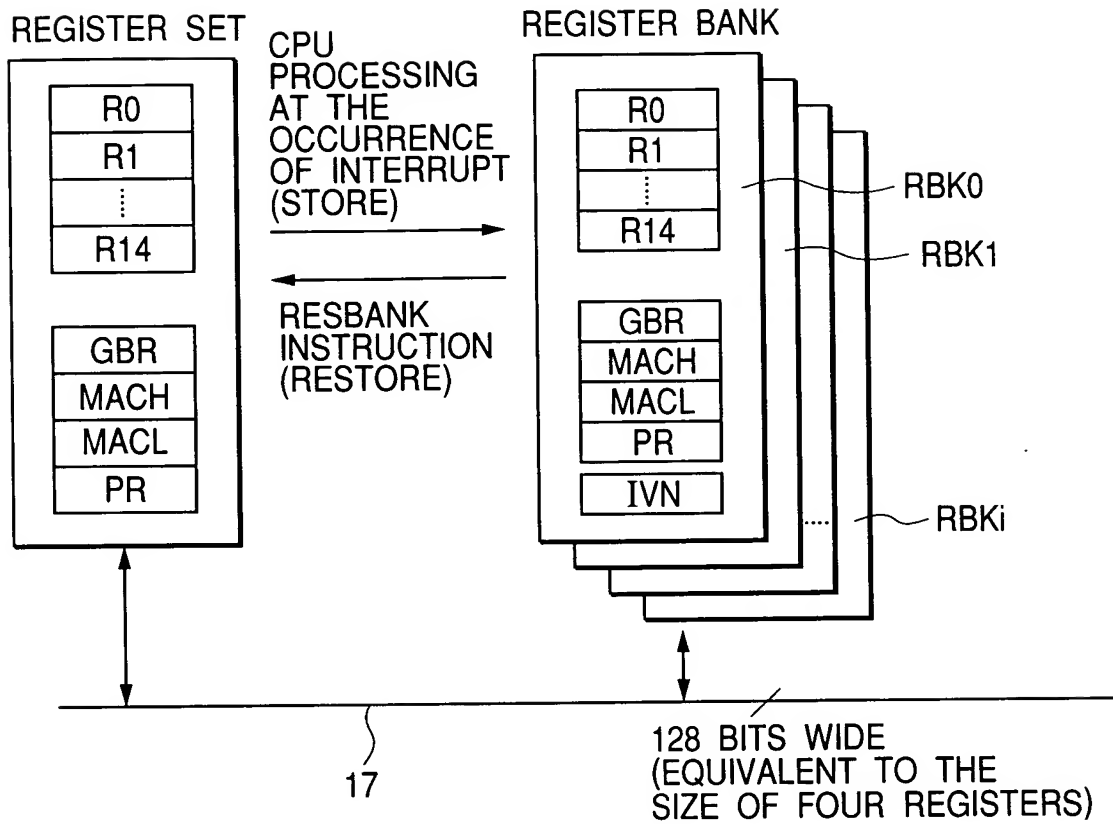 REGISTER SET
R0
R1
R14
GBR
MACH
MACL
PR
CPU
PROCESSING
AT THE
OCCURRENCE
OF INTERRUPT
(STORE)
RESBANK
INSTRUCTION
(RESTORE)
REGISTER BANK
R0
R1
R14
GBR
MACH
MACL
PR
IVN
RBK0
RBK1
RBKi
17
128 BITS WIDE
(EQUIVALENT TO THE
SIZE OF FOUR REGISTERS)